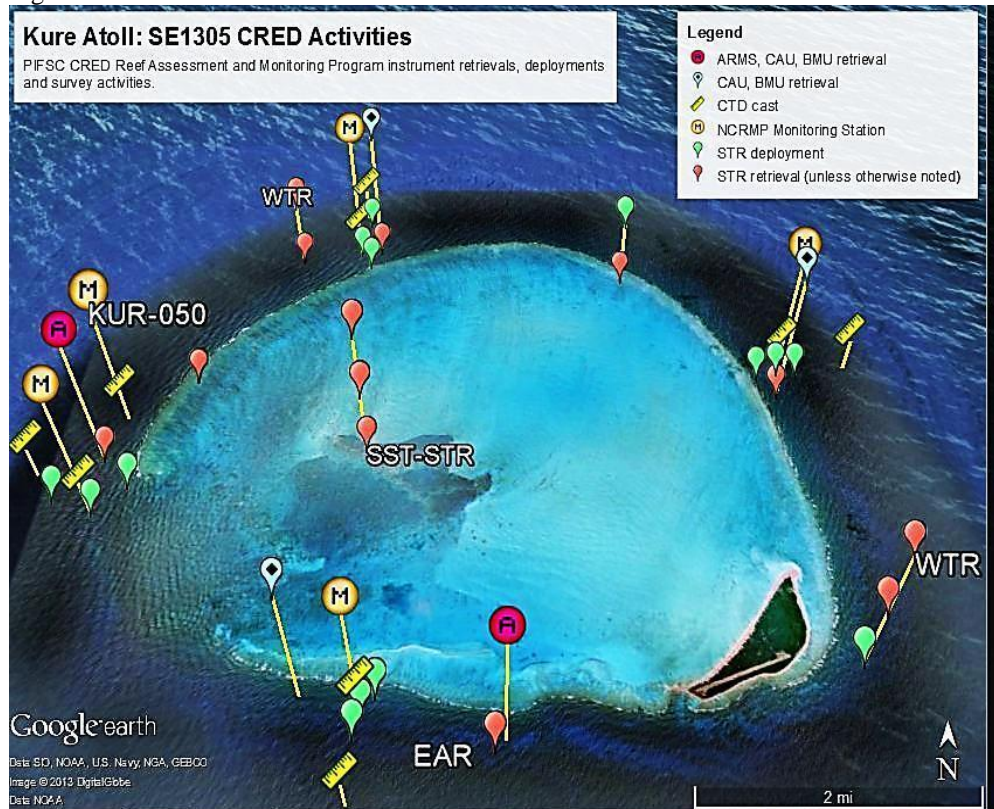 Kure Atoll: SE1305 CRED Activities
PIFSC CRED Reef Assessment and Monitoring Program instrument retrievals, deployments
and survey activities.
Legend
A ARMS, CAU, BMU retrieval
CAU, BMU retrieval
CTD cast
M NCRMP Monitoring Station
STR deployment
STR retrieval (unless otherwise noted)
M
WTR
M
M
KUR-050
A
M
SST-STR
WTR
M
A
EAR
Google earth
Data SIO, NOAA, U.S. Navy, NGA, GEBCO
Image © 2013 DigitalGlobe
Data NOAA
N
2 mi